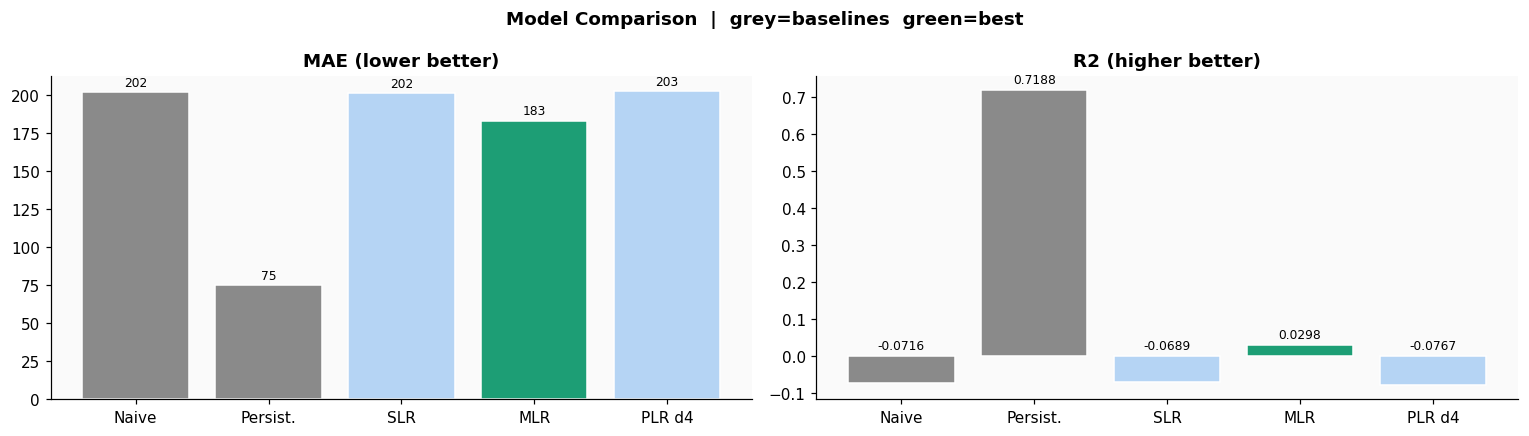 Model Comparison  |  grey=baselines  green=best
MAE (lower better)
202
75
202
183
203
200
175
150
125
100
75
50
25
0
Naive
Persist.
SLR
MLR
PLR d4
R2 (higher better)
-0.0716
0.7188
-0.0689
0.0298
-0.0767
0.7
0.6
0.5
0.4
0.3
0.2
0.1
0.0
−0.1
Naive
Persist.
SLR
MLR
PLR d4